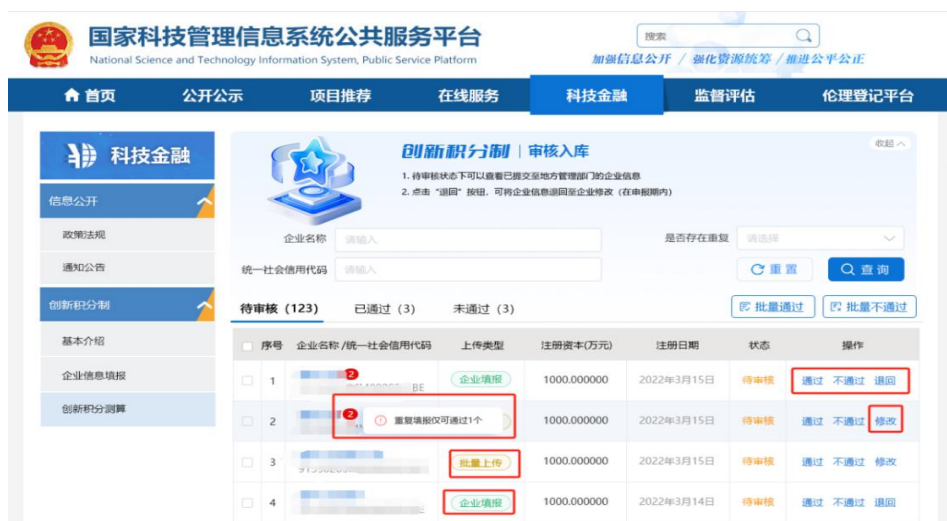 国家科技管理信息系统公共服务平台
National Science and Technology Information System, Public Service Platform
搜索
加强信息公开 / 强化资源统筹 / 推进公平公正
首页 公开公示 项目推荐 在线服务 科技金融 监督评估 伦理登记平台
科技金融
信息公开
政策法规
通知公告
创新积分制
基本介绍
企业信息填报
创新积分测算
创新积分制 | 审核入库
收起
1. 待审核状态下可以查看已提交至地方管理部门的企业信息
2. 点击“退回”按钮，可将企业信息退回至企业修改（在申报期内）
企业名称 请输入 是否存在重复 请选择
统一社会信用代码 请输入 重置 查询
待审核（123） 已通过（3） 未通过（3） 批量通过 批量不通过
序号 企业名称/统一社会信用代码 上传类型 注册资本(万元) 注册日期 状态 操作
1 2 BE 企业填报 1000.000000 2022年3月15日 待审核 通过 不通过 退回
2 2 重复填报仅可通过1个 1000.000000 2022年3月15日 待审核 通过 不通过 修改
3 批量上传 1000.000000 2022年3月15日 待审核 通过 不通过 修改
4 企业填报 1000.000000 2022年3月14日 待审核 通过 不通过 退回